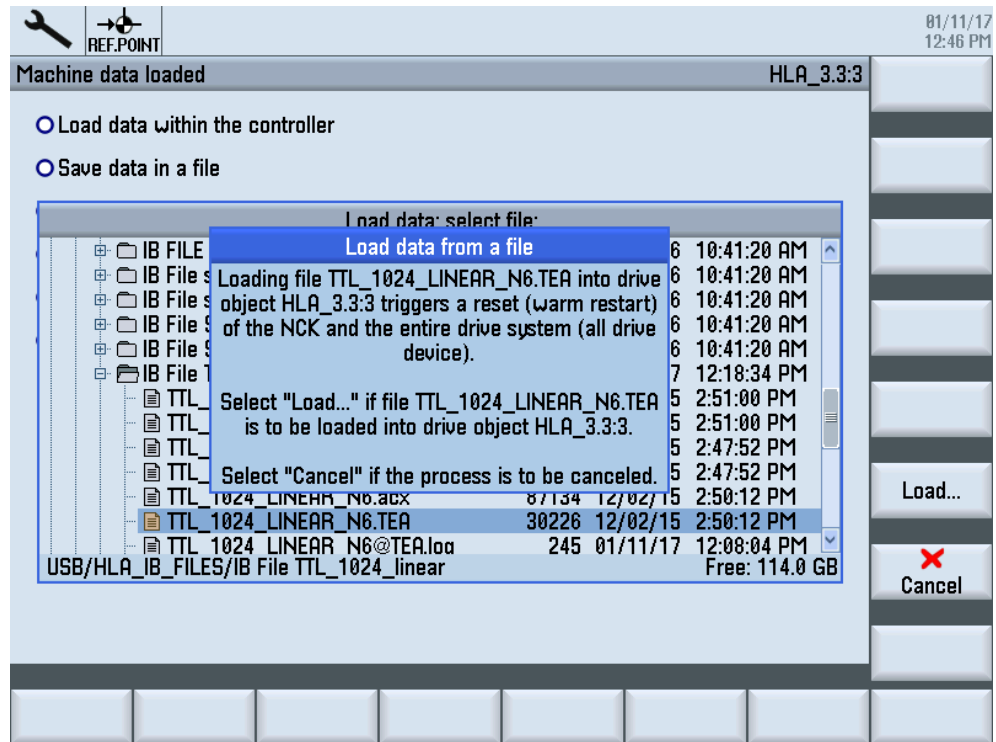 REF.POINT
01/11/17
12:46 PM
Machine data loaded HLA_3.3:3
Load data within the controller
Save data in a file
Load data: select file:
Load data from a file
Loading file TTL_1024_LINEAR_N6.TEA into drive
object HLA_3.3:3 triggers a reset (warm restart)
of the NCK and the entire drive system (all drive
device).
Select "Load..." if file TTL_1024_LINEAR_N6.TEA
is to be loaded into drive object HLA_3.3:3.
Select "Cancel" if the process is to be canceled.
IB FILE 6 10:41:20 AM
IB File s 6 10:41:20 AM
IB File s 6 10:41:20 AM
IB File S 6 10:41:20 AM
IB File S 6 10:41:20 AM
IB File T 7 12:18:34 PM
TTL_ 5 2:51:00 PM
TTL_ 5 2:51:00 PM
TTL_ 5 2:47:52 PM
TTL_ 5 2:47:52 PM
TTL_1024_LINEAR_N6.acx 87134 12/02/15 2:50:12 PM
TTL_1024_LINEAR_N6.TEA 30226 12/02/15 2:50:12 PM
TTL_1024_LINEAR_N6@TEA.log 245 01/11/17 12:08:04 PM
USB/HLA_IB_FILES/IB File TTL_1024_linear Free: 114.0 GB
Load...
Cancel